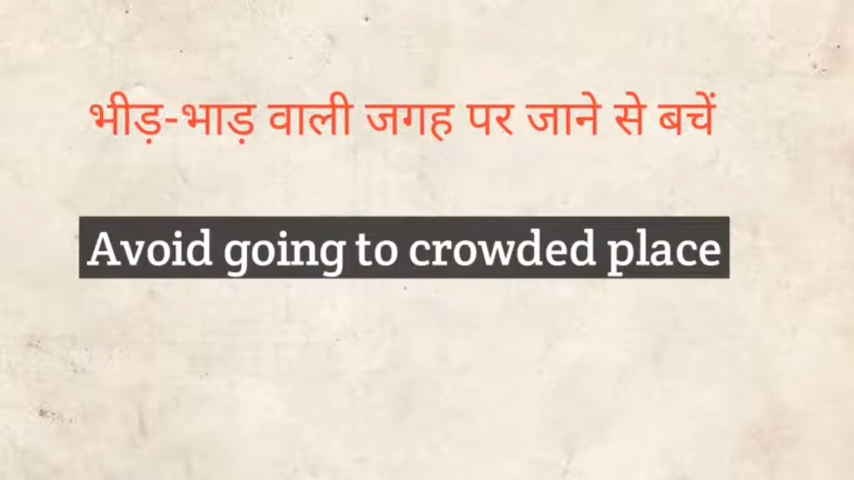 भीड़-भाड़ वाली जगह पर जाने से बचें
Avoid going to crowded place